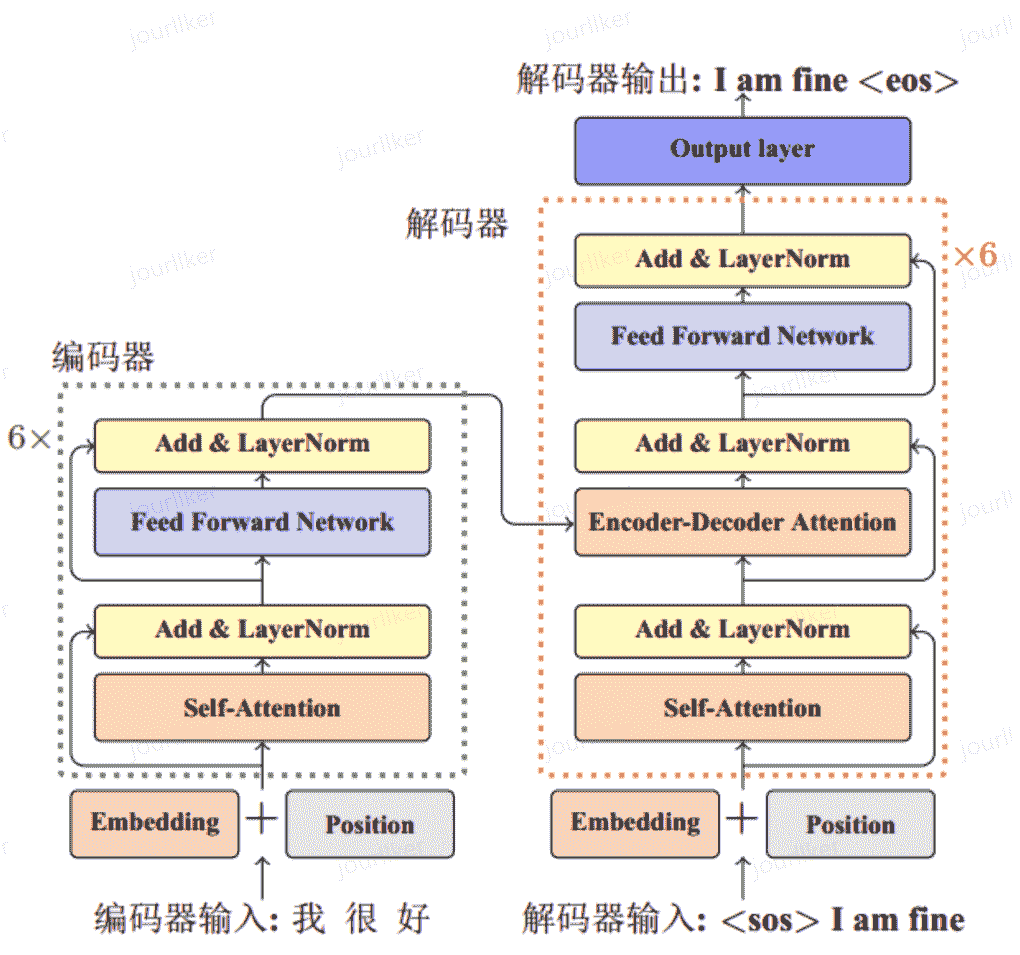 解码器输出: I am fine <eos>
Output layer
解码器
Add & LayerNorm
×6
Feed Forward Network
编码器
6×
Add & LayerNorm
Add & LayerNorm
Feed Forward Network
Encoder-Decoder Attention
Add & LayerNorm
Add & LayerNorm
Self-Attention
Self-Attention
Embedding
+
Position
Embedding
+
Position
编码器输入: 我 很 好
解码器输入: <sos> I am fine
jourliker